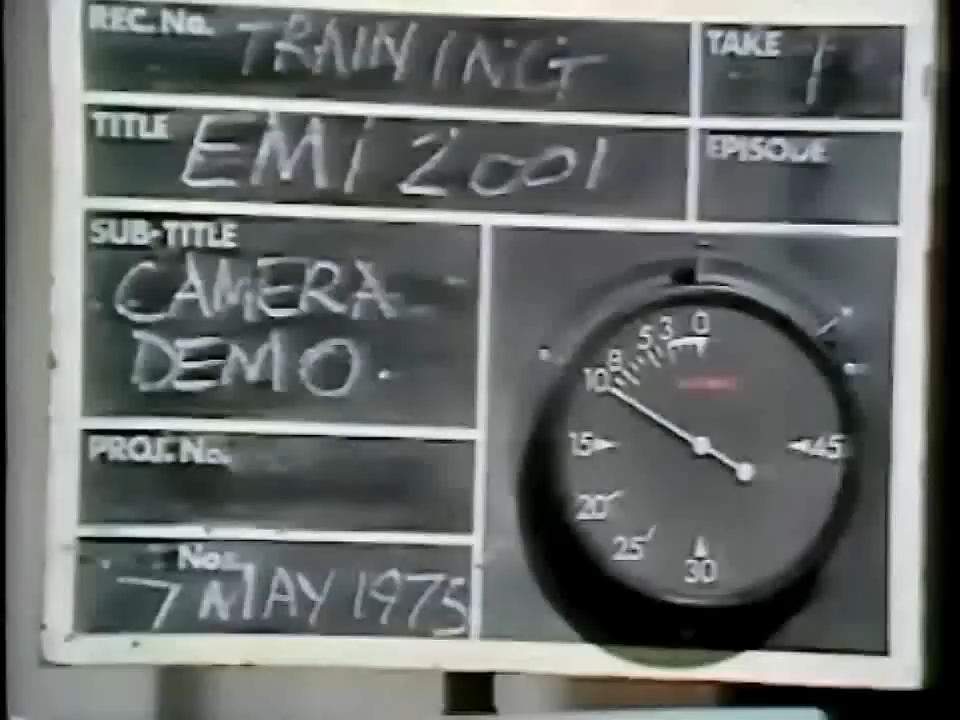 REC. No. TRAINING
TAKE 1
TITLE EMI 2001
EPISODE
SUB-TITLE
CAMERA
DEMO.
PROJ. No.
No.
7 MAY 1975
0
3
5
8
10
15
20
25
30
45